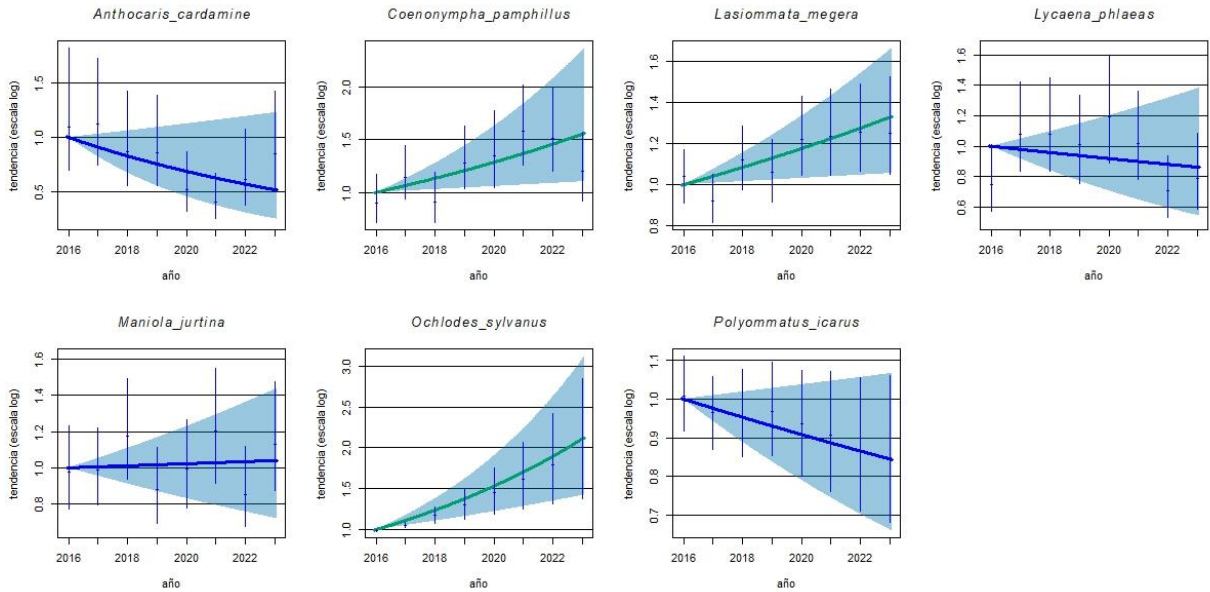 Anthocaris_cardamine
Coenonympha_pamphillus
Lasiommata_megera
Lycaena_phlaeas
tendencia (escala log)
0.5 1.0 1.5
2016 2018 2020 2022
año
tendencia (escala log)
1.0 1.5 2.0
2016 2018 2020 2022
año
tendencia (escala log)
0.8 1.0 1.2 1.4 1.6
2016 2018 2020 2022
año
tendencia (escala log)
0.6 0.8 1.0 1.2 1.4 1.6
2016 2018 2020 2022
año
Maniola_jurtina
Ochlodes_sylvanus
Polyommatus_icarus
tendencia (escala log)
0.8 1.0 1.2 1.4 1.6
2016 2018 2020 2022
año
tendencia (escala log)
1.0 1.5 2.0 2.5 3.0
2016 2018 2020 2022
año
tendencia (escala log)
0.7 0.8 0.9 1.0 1.1
2016 2018 2020 2022
año